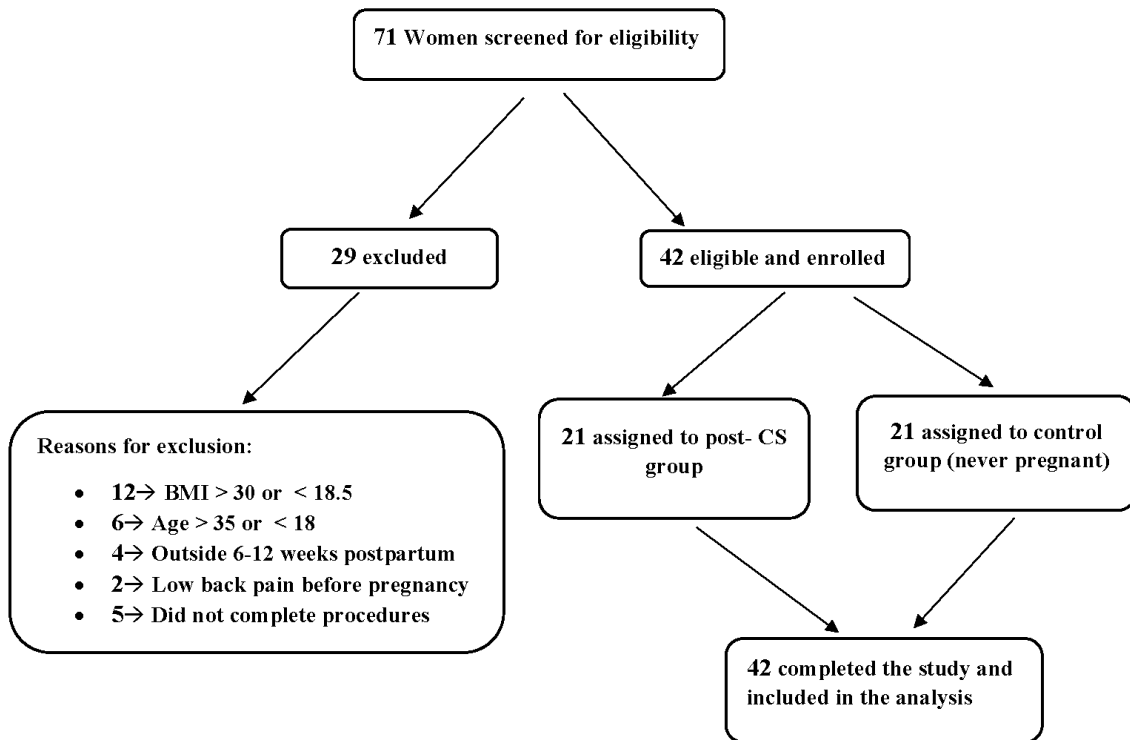 71 Women screened for eligibility
29 excluded
42 eligible and enrolled
Reasons for exclusion:
• 12→ BMI > 30 or < 18.5
• 6→ Age > 35 or < 18
• 4→ Outside 6-12 weeks postpartum
• 2→ Low back pain before pregnancy
• 5→ Did not complete procedures
21 assigned to post- CS
group
21 assigned to control
group (never pregnant)
42 completed the study and
included in the analysis